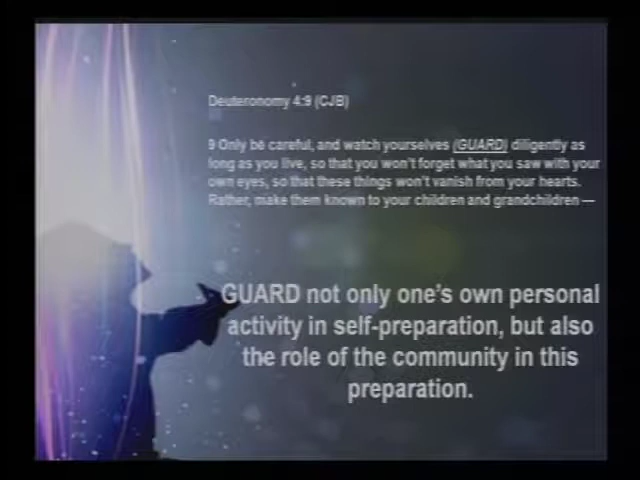 Deuteronomy 4:9 (CJB)
9 Only be careful, and watch yourselves (GUARD) diligently as
long as you live, so that you won't forget what you saw with your
own eyes, so that these things won't vanish from your hearts.
Rather, make them known to your children and grandchildren —
GUARD not only one's own personal
activity in self-preparation, but also
the role of the community in this
preparation.